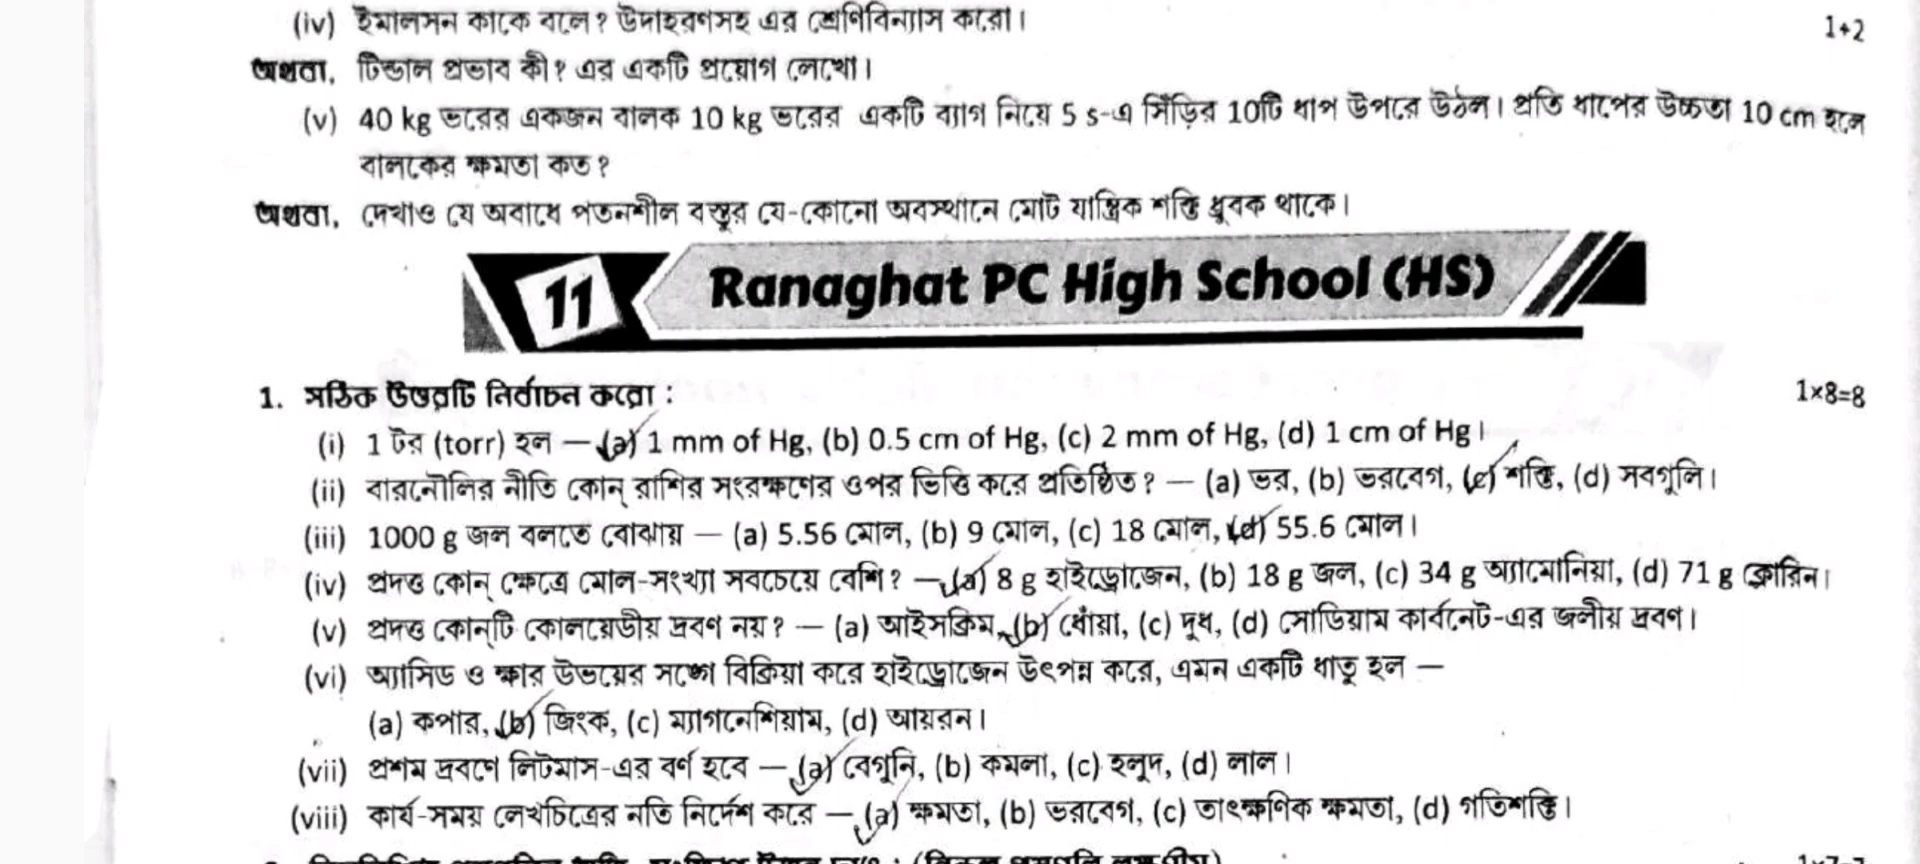 (iv) ইমালসন কাকে বলে? উদাহরণসহ এর শ্রেণিবিন্যাস করো। 1+2
অথবা, টিন্ডাল প্রভাব কী? এর একটি প্রয়োগ লেখো।
(v) 40 kg ভরের একজন বালক 10 kg ভরের একটি ব্যাগ নিয়ে 5 s-এ সিঁড়ির 10টি ধাপ উপরে উঠল। প্রতি ধাপের উচ্চতা 10 cm হলে
বালকের ক্ষমতা কত?
অথবা, দেখাও যে অবাধে পতনশীল বস্তুর যে-কোনো অবস্থানে মোট যান্ত্রিক শক্তি ধ্রুবক থাকে।
11 Ranaghat PC High School (HS)
1. সঠিক উত্তরটি নির্বাচন করো : 1×8=8
(i) 1 টর (torr) হল — (a) 1 mm of Hg, (b) 0.5 cm of Hg, (c) 2 mm of Hg, (d) 1 cm of Hg।
(ii) বারনৌলির নীতি কোন্ রাশির সংরক্ষণের ওপর ভিত্তি করে প্রতিষ্ঠিত? — (a) ভর, (b) ভরবেগ, (c) শক্তি, (d) সবগুলি।
(iii) 1000 g জল বলতে বোঝায় — (a) 5.56 মোল, (b) 9 মোল, (c) 18 মোল, (d) 55.6 মোল।
(iv) প্রদত্ত কোন্ ক্ষেত্রে মোল-সংখ্যা সবচেয়ে বেশি? — (a) 8 g হাইড্রোজেন, (b) 18 g জল, (c) 34 g অ্যামোনিয়া, (d) 71 g ক্লোরিন।
(v) প্রদত্ত কোন্‌টি কোলয়েডীয় দ্রবণ নয়? — (a) আইসক্রিম, (b) ধোঁয়া, (c) দুধ, (d) সোডিয়াম কার্বনেট-এর জলীয় দ্রবণ।
(vi) অ্যাসিড ও ক্ষার উভয়ের সঙ্গে বিক্রিয়া করে হাইড্রোজেন উৎপন্ন করে, এমন একটি ধাতু হল —
(a) কপার, (b) জিংক, (c) ম্যাগনেশিয়াম, (d) আয়রন।
(vii) প্রশম দ্রবণে লিটমাস-এর বর্ণ হবে — (a) বেগুনি, (b) কমলা, (c) হলুদ, (d) লাল।
(viii) কার্য-সময় লেখচিত্রের নতি নির্দেশ করে — (a) ক্ষমতা, (b) ভরবেগ, (c) তাৎক্ষণিক ক্ষমতা, (d) গতিশক্তি।